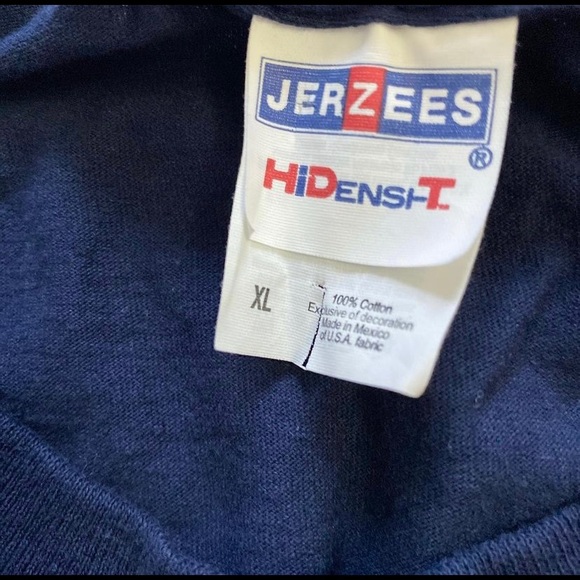 JERZEES
®
HiDENSI-T
XL
100% Cotton
Exclusive of decoration
Made in Mexico
of U.S.A. fabric